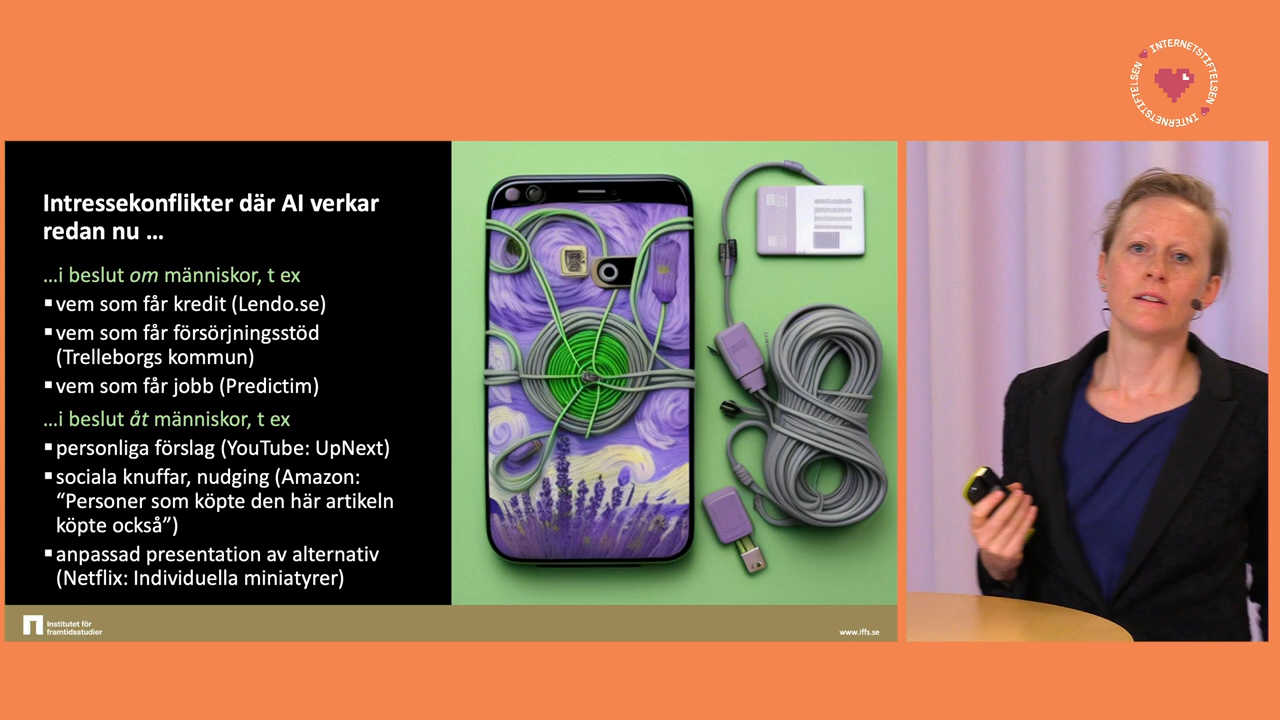 INTERNETSTIFTELSEN
INTERNETSTIFTELSEN
Intressekonflikter där AI verkar
redan nu …
…i beslut om människor, t ex
▪vem som får kredit (Lendo.se)
▪vem som får försörjningsstöd
(Trelleborgs kommun)
▪vem som får jobb (Predictim)
…i beslut åt människor, t ex
▪personliga förslag (YouTube: UpNext)
▪sociala knuffar, nudging (Amazon:
“Personer som köpte den här artikeln
köpte också”)
▪anpassad presentation av alternativ
(Netflix: Individuella miniatyrer)
Institutet för
framtidsstudier
www.iffs.se